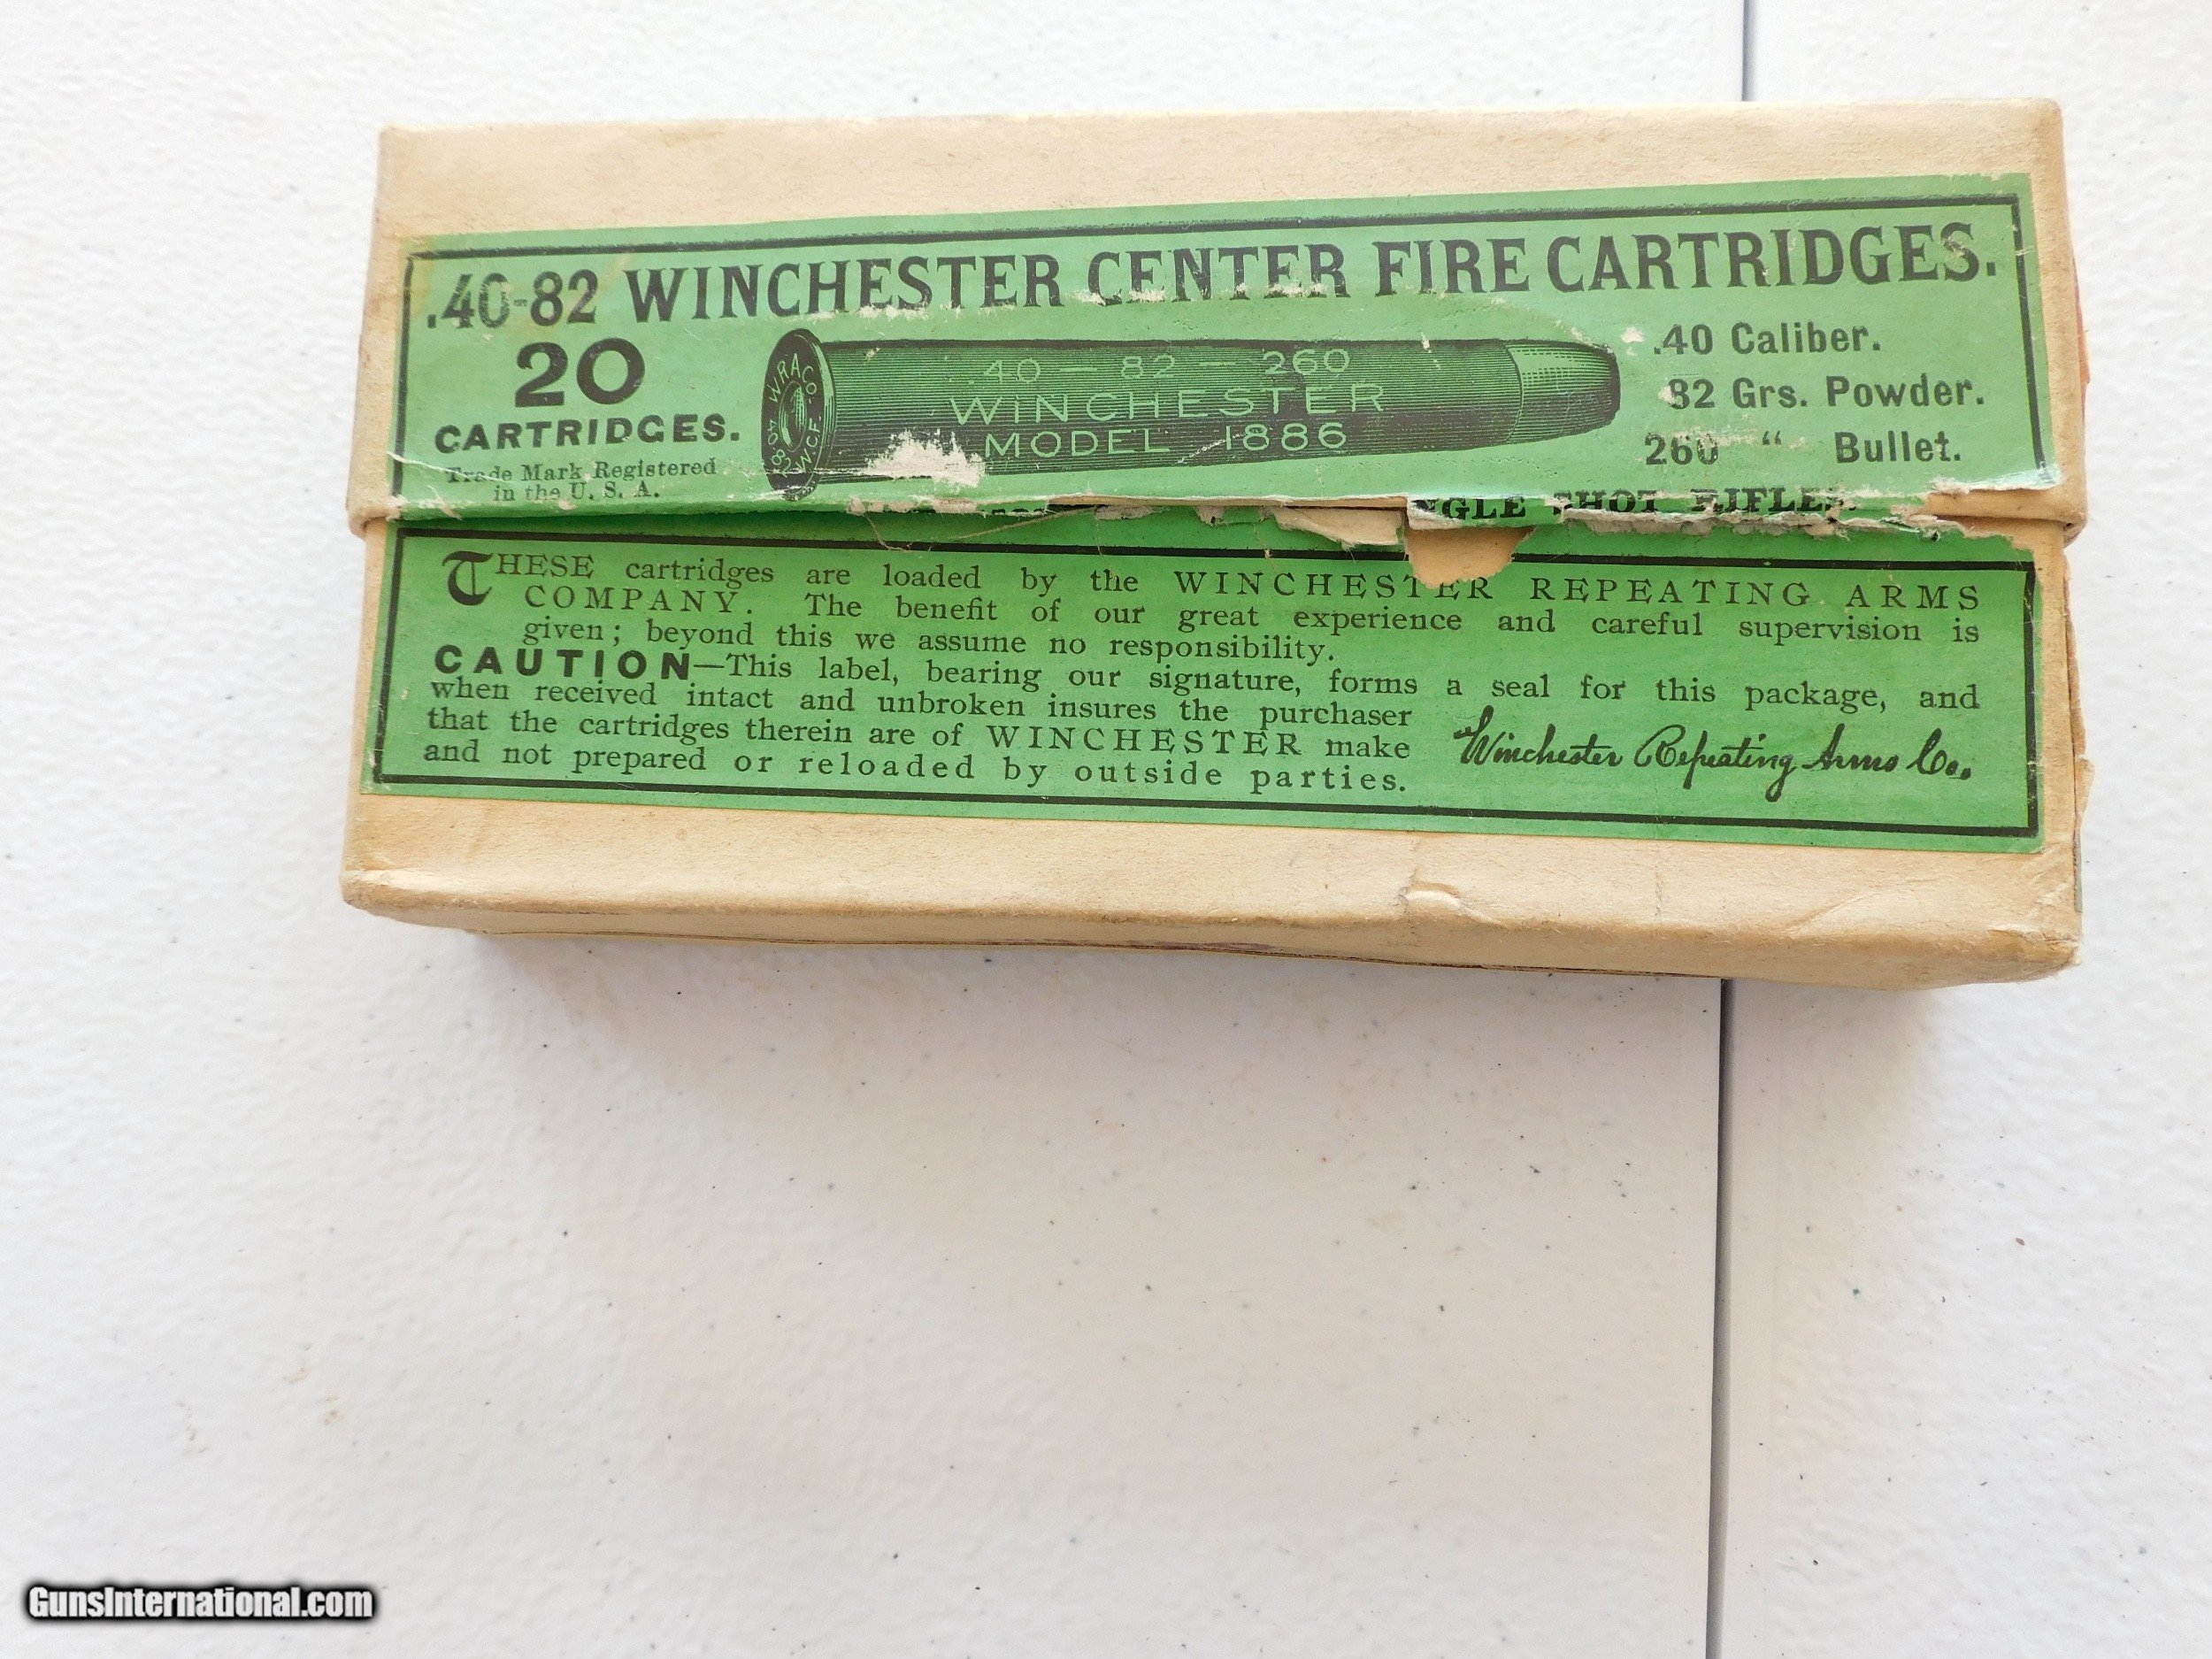 .40-82 WINCHESTER CENTER FIRE CARTRIDGES.
20
CARTRIDGES.
Trade Mark Registered
in the U. S. A.
W.R.A.Co.
40-82
W.C.F.
.40 — 82 — 260
WINCHESTER
MODEL 1886
.40 Caliber.
82 Grs. Powder.
260 " Bullet.
SHOT RIFLES.
THESE cartridges are loaded by the WINCHESTER REPEATING ARMS
COMPANY. The benefit of our great experience and careful supervision is
given; beyond this we assume no responsibility.
CAUTION—This label, bearing our signature, forms a seal for this package, and
when received intact and unbroken insures the purchaser
that the cartridges therein are of WINCHESTER make
and not prepared or reloaded by outside parties.
Winchester Repeating Arms Co.
GunsInternational.com